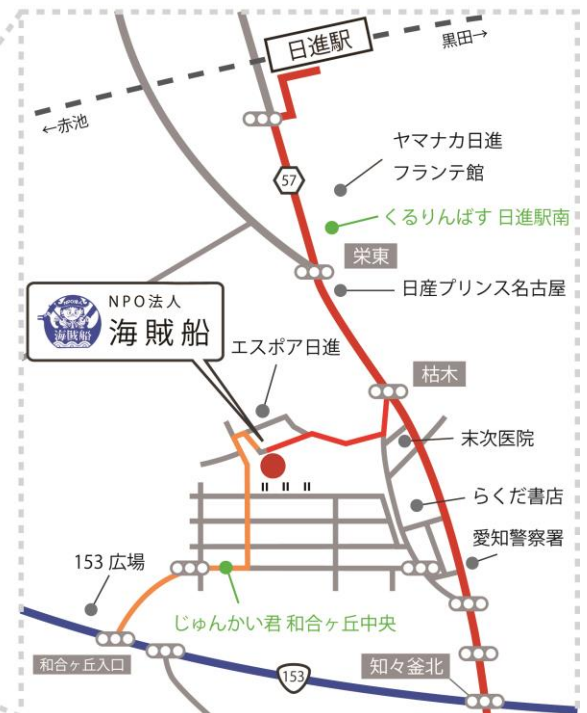 日進駅
黒田→
←赤池
ヤマナカ日進
フランテ館
57
くるりんばす 日進駅南
栄東
日産プリンス名古屋
NPO法人
海賊船
海賊船
エスポア日進
枯木
末次医院
らくだ書店
愛知警察署
153 広場
じゅんかい君 和合ヶ丘中央
和合ヶ丘入口
153
知々釜北